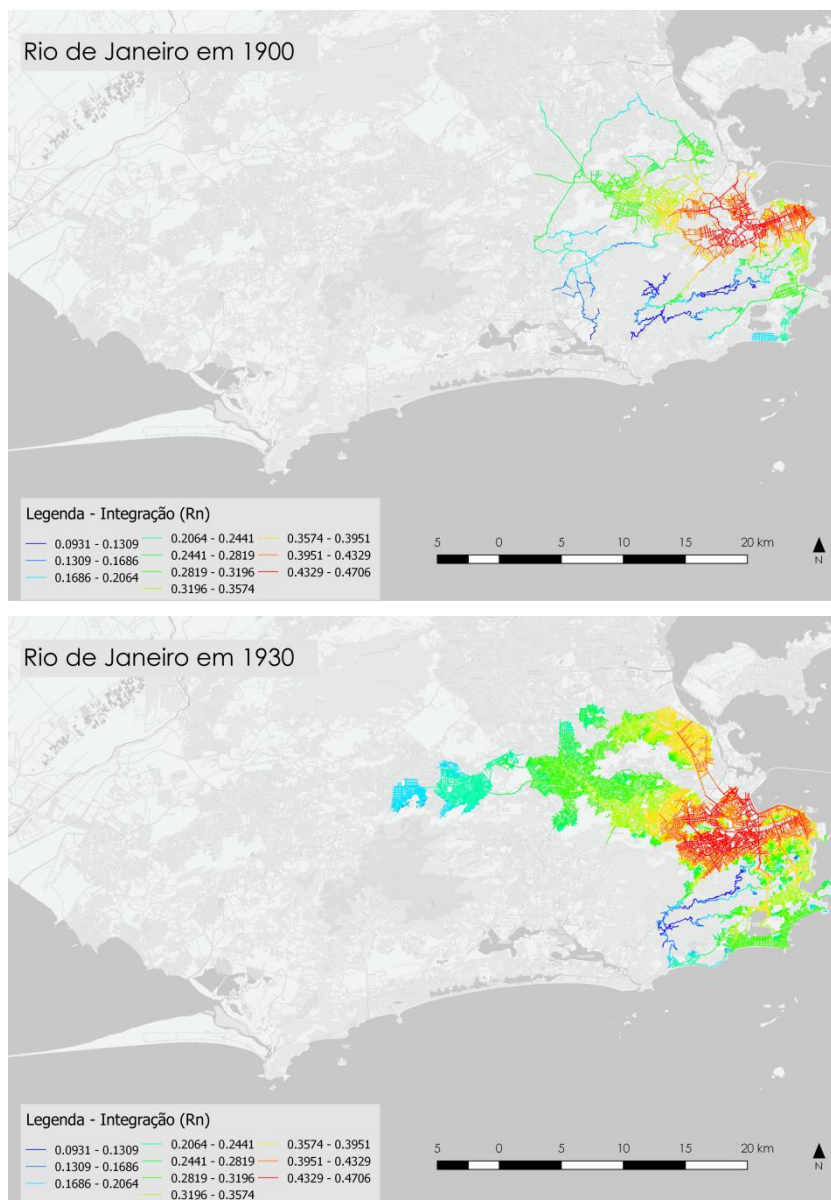 Rio de Janeiro em 1900
Legenda - Integração (Rn)
0.0931 - 0.1309
0.1309 - 0.1686
0.1686 - 0.2064
0.2064 - 0.2441
0.2441 - 0.2819
0.2819 - 0.3196
0.3196 - 0.3574
0.3574 - 0.3951
0.3951 - 0.4329
0.4329 - 0.4706
5 0 5 10 15 20 km
N
Rio de Janeiro em 1930
Legenda - Integração (Rn)
0.0931 - 0.1309
0.1309 - 0.1686
0.1686 - 0.2064
0.2064 - 0.2441
0.2441 - 0.2819
0.2819 - 0.3196
0.3196 - 0.3574
0.3574 - 0.3951
0.3951 - 0.4329
0.4329 - 0.4706
5 0 5 10 15 20 km
N